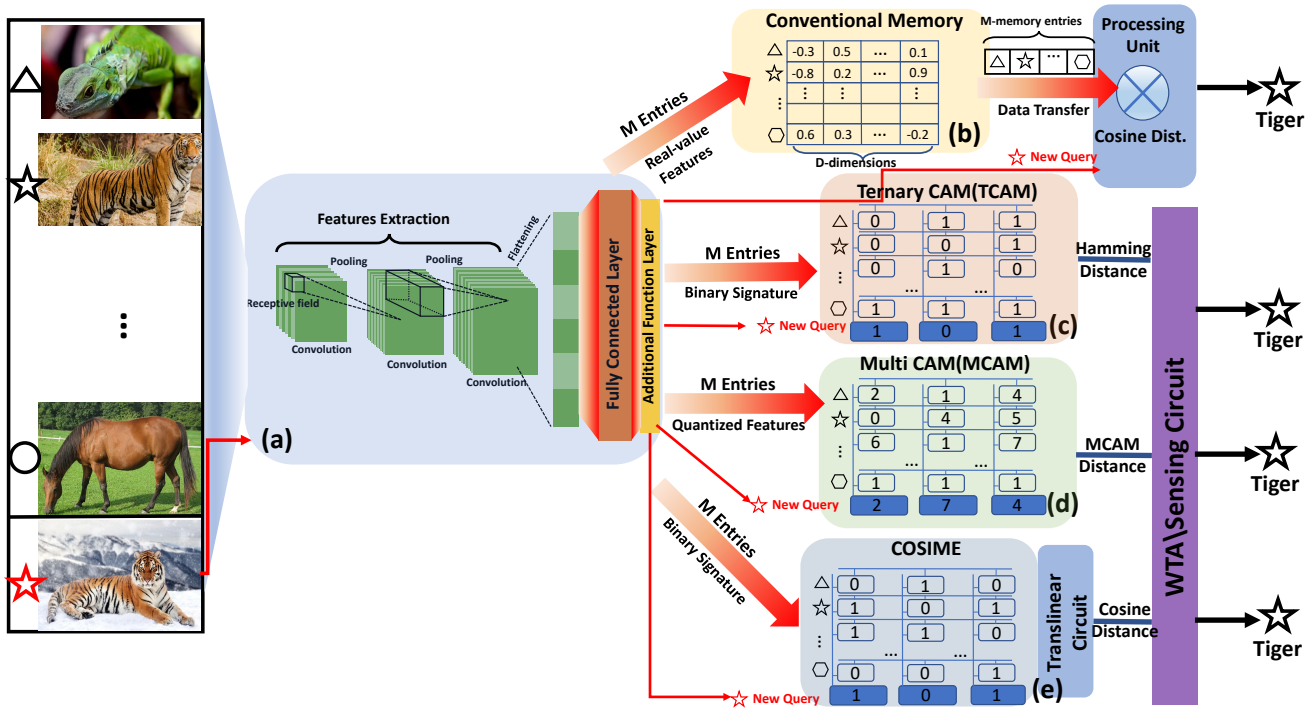 Features Extraction
Pooling
Pooling
Flattening
Receptive field
Convolution
Convolution
Convolution
Fully Connected Layer
Additional Function Layer
(a)
...
M Entries
Real-value
Features
Conventional Memory
-0.3 0.5 ... 0.1
-0.8 0.2 ... 0.9
⋮ ⋮ ⋮
⋮
0.6 0.3 ... -0.2
(b)
D-dimensions
M-memory entries
...
Data Transfer
Processing
Unit
Cosine Dist.
Tiger
New Query
M Entries
Binary Signature
New Query
Ternary CAM(TCAM)
0 1 1
0 0 1
⋮ 0 1 0
... ...
1 1 1
1 0 1
(c)
Hamming
Distance
Tiger
M Entries
Quantized Features
New Query
Multi CAM(MCAM)
2 1 4
0 4 5
⋮ 6 1 7
... ...
1 1 1
2 7 4
(d)
MCAM
Distance
Tiger
M Entries
Binary
Signature
New Query
COSIME
0 1 0
1 0 1
⋮ 1 1 0
... ...
0 0 1
1 0 1
(e)
Translinear
Circuit
Cosine
Distance
WTA\Sensing Circuit
Tiger